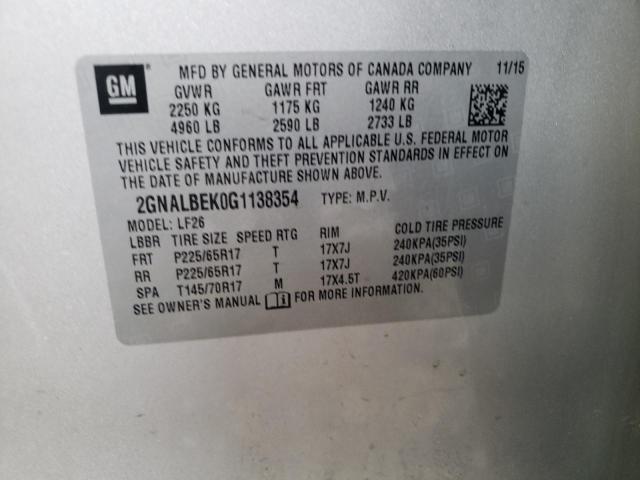 GM
MFD BY GENERAL MOTORS OF CANADA COMPANY 11/15
GVWR GAWR FRT GAWR RR
2250 KG 1175 KG 1240 KG
4960 LB 2590 LB 2733 LB
THIS VEHICLE CONFORMS TO ALL APPLICABLE U.S. FEDERAL MOTOR
VEHICLE SAFETY AND THEFT PREVENTION STANDARDS IN EFFECT ON
THE DATE OF MANUFACTURE SHOWN ABOVE.
2GNALBEK0G1138354 TYPE: M.P.V.
MODEL: LF26
LBBR TIRE SIZE SPEED RTG RIM COLD TIRE PRESSURE
FRT P225/65R17 T 17X7J 240KPA(35PSI)
RR P225/65R17 T 17X7J 240KPA(35PSI)
SPA T145/70R17 M 17X4.5T 420KPA(60PSI)
SEE OWNER'S MANUAL FOR MORE INFORMATION.